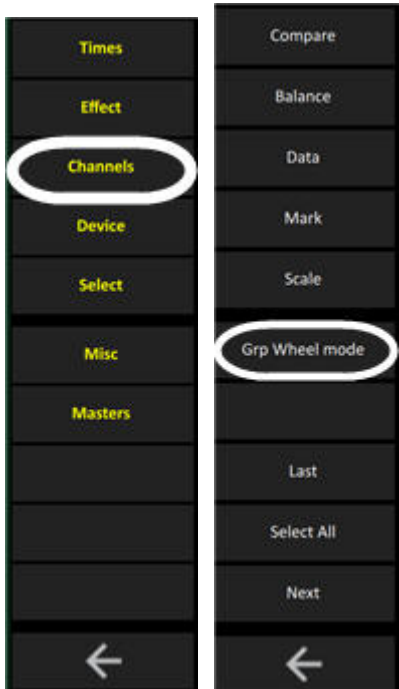 Times
Effect
Channels
Device
Select
Misc
Masters
Compare
Balance
Data
Mark
Scale
Grp Wheel mode
Last
Select All
Next